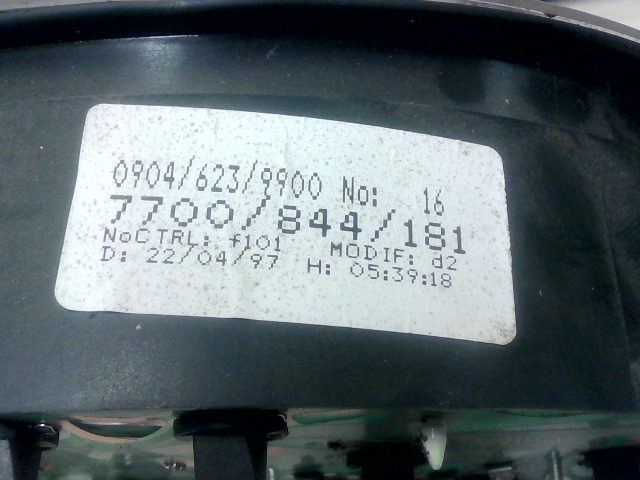 0904/623/9900 No: 16
7700/844/181
NoCTRL: f101 MODIF: d2
D: 22/04/97 H: 05:39:18